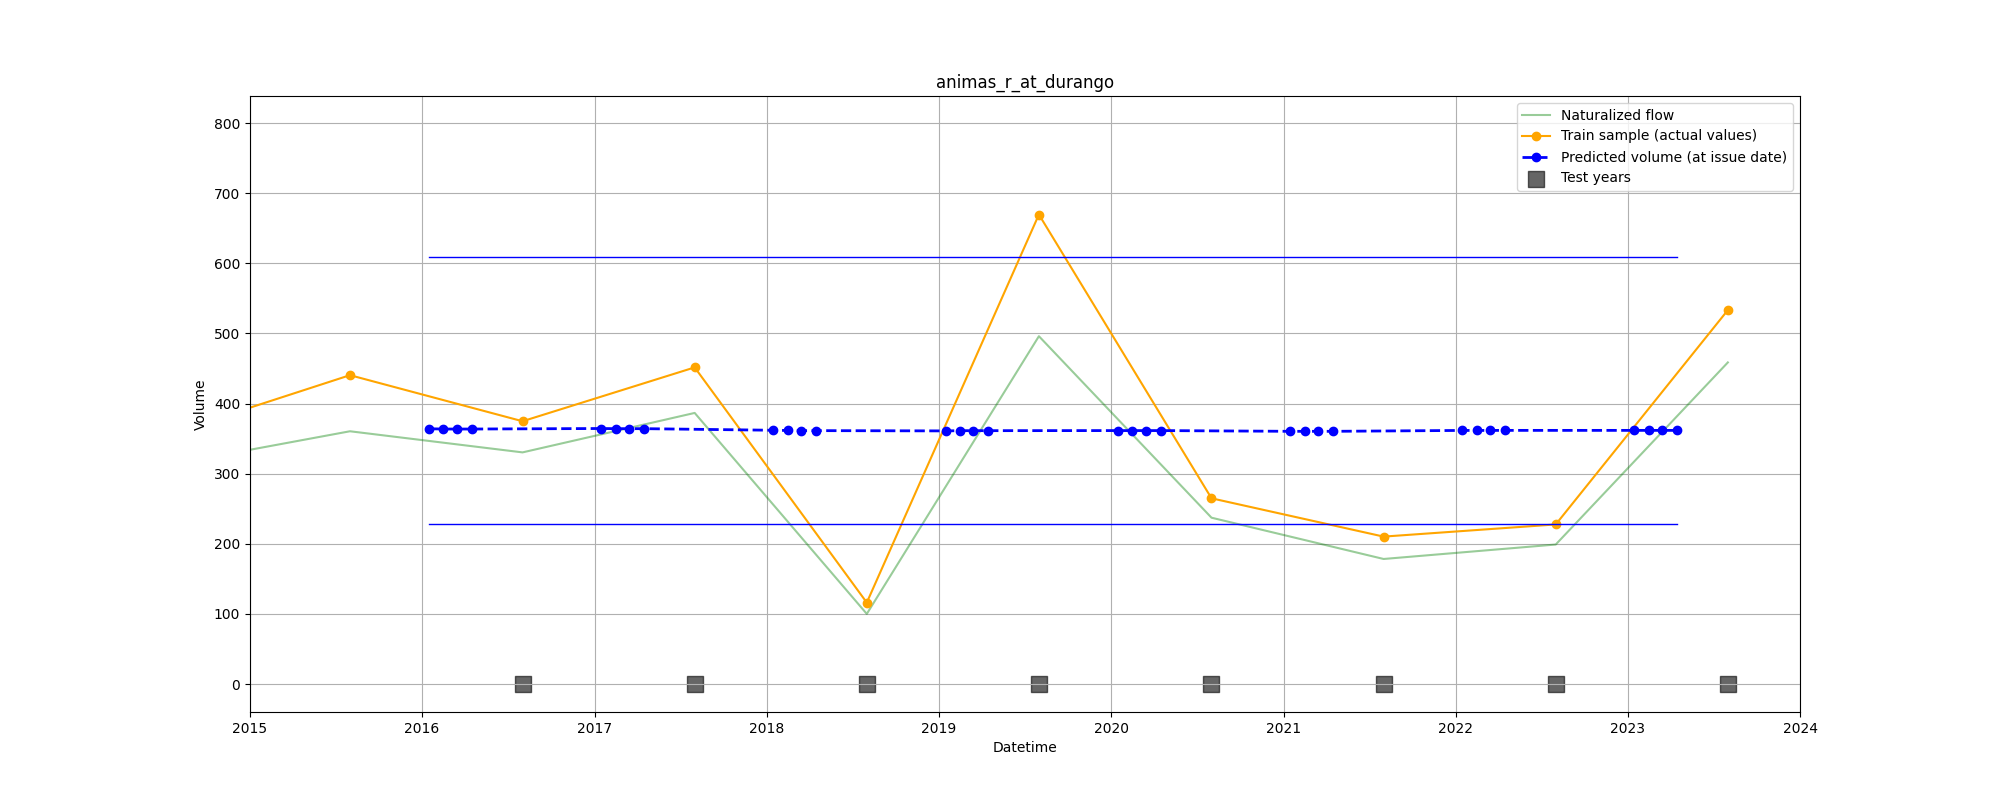 animas_r_at_durango
Naturalized flow
Train sample (actual values)
Predicted volume (at issue date)
Test years
800
700
600
500
400
300
200
100
0
Volume
2015 2016 2017 2018 2019 2020 2021 2022 2023 2024
Datetime